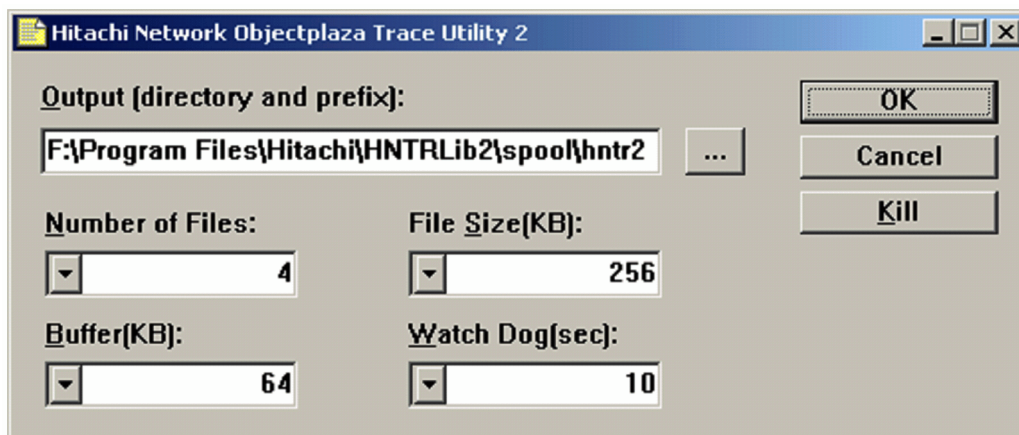 Hitachi Network Objectplaza Trace Utility 2
Output (directory and prefix):
F:\Program Files\Hitachi\HNTRLib2\spool\hntr2
...
OK
Cancel
Kill
Number of Files:
File Size(KB):
4
256
Buffer(KB):
Watch Dog(sec):
64
10